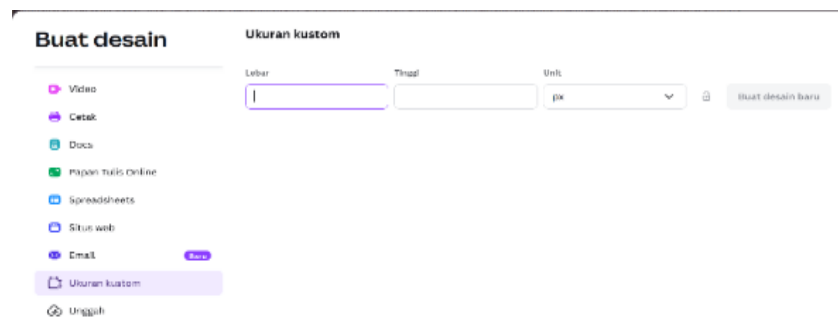 Buat desain
Video
Cetak
Docs
Papan Tulis Online
Spreadsheets
Situs web
Email Baru
Ukuran kustom
Unggah
Ukuran kustom
Lebar Tinggi Unit
px Buat desain baru